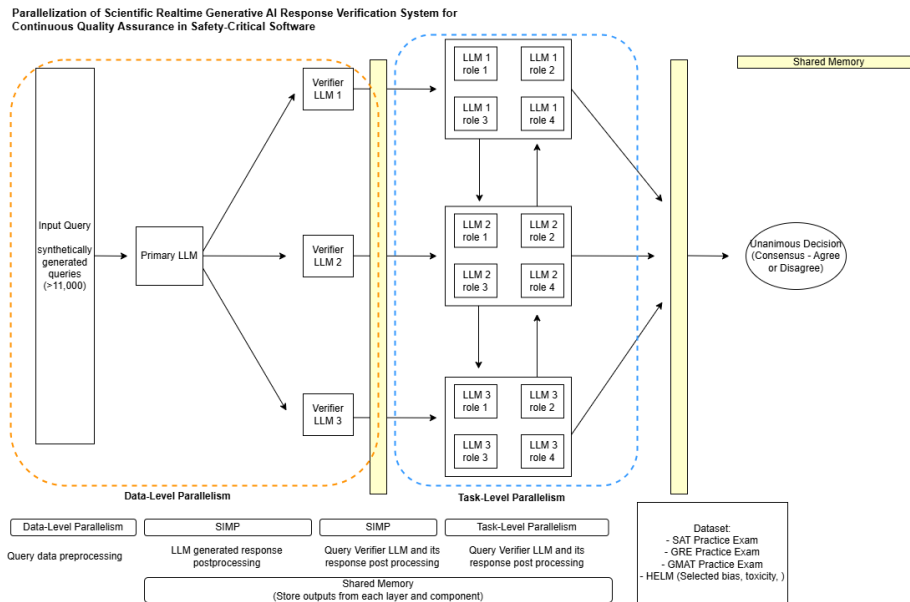 Parallelization of Scientific Realtime Generative AI Response Verification System for
Continuous Quality Assurance in Safety-Critical Software
Shared Memory
LLM 1
role 1
LLM 1
role 2
LLM 1
role 3
LLM 1
role 4
Verifier
LLM 1
Input Query
synthetically
generated
queries
(>11,000)
Primary LLM
Verifier
LLM 2
LLM 2
role 1
LLM 2
role 2
LLM 2
role 3
LLM 2
role 4
Unanimous Decision
(Consensus - Agree
or Disagree)
Verifier
LLM 3
LLM 3
role 1
LLM 3
role 2
LLM 3
role 3
LLM 3
role 4
Data-Level Parallelism
Task-Level Parallelism
Data-Level Parallelism
SIMP
SIMP
Task-Level Parallelism
Query data preprocessing
LLM generated response
postprocessing
Query Verifier LLM and its
response post processing
Query Verifier LLM and its
response post processing
Shared Memory
(Store outputs from each layer and component)
Dataset:
- SAT Practice Exam
- GRE Practice Exam
- GMAT Practice Exam
- HELM (Selected bias, toxicity, )